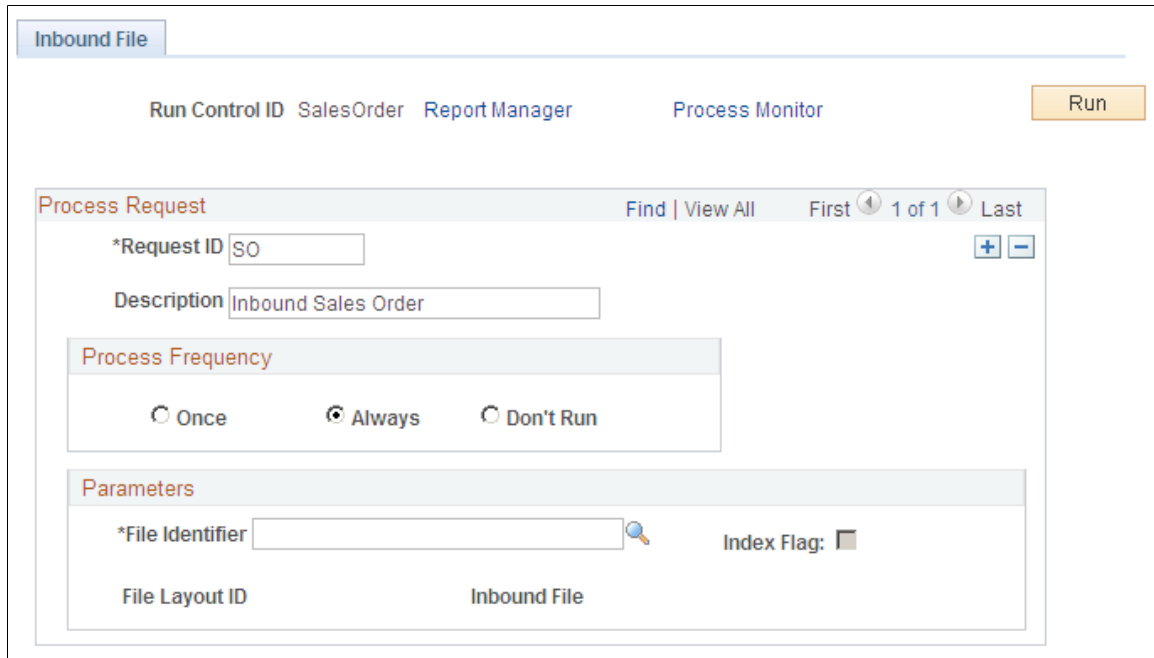 Inbound File
Run Control ID SalesOrder Report Manager Process Monitor Run
Process Request Find | View All First 1 of 1 Last
*Request ID SO
Description Inbound Sales Order
Process Frequency
Once Always Don't Run
Parameters
*File Identifier Index Flag:
File Layout ID Inbound File